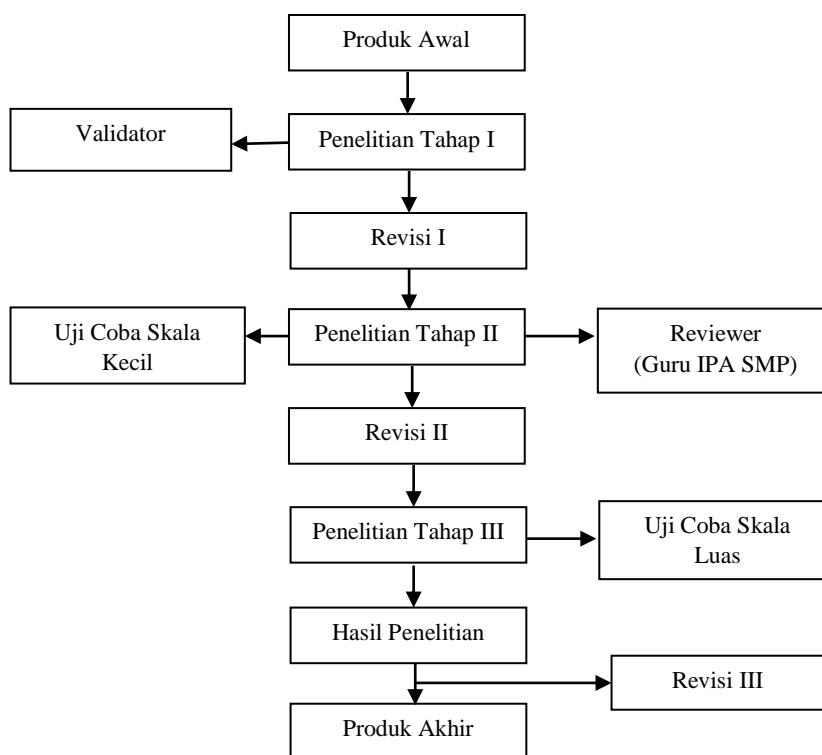 Produk Awal
Validator
Penelitian Tahap I
Revisi I
Uji Coba Skala
Kecil
Penelitian Tahap II
Reviewer
(Guru IPA SMP)
Revisi II
Penelitian Tahap III
Uji Coba Skala
Luas
Hasil Penelitian
Revisi III
Produk Akhir